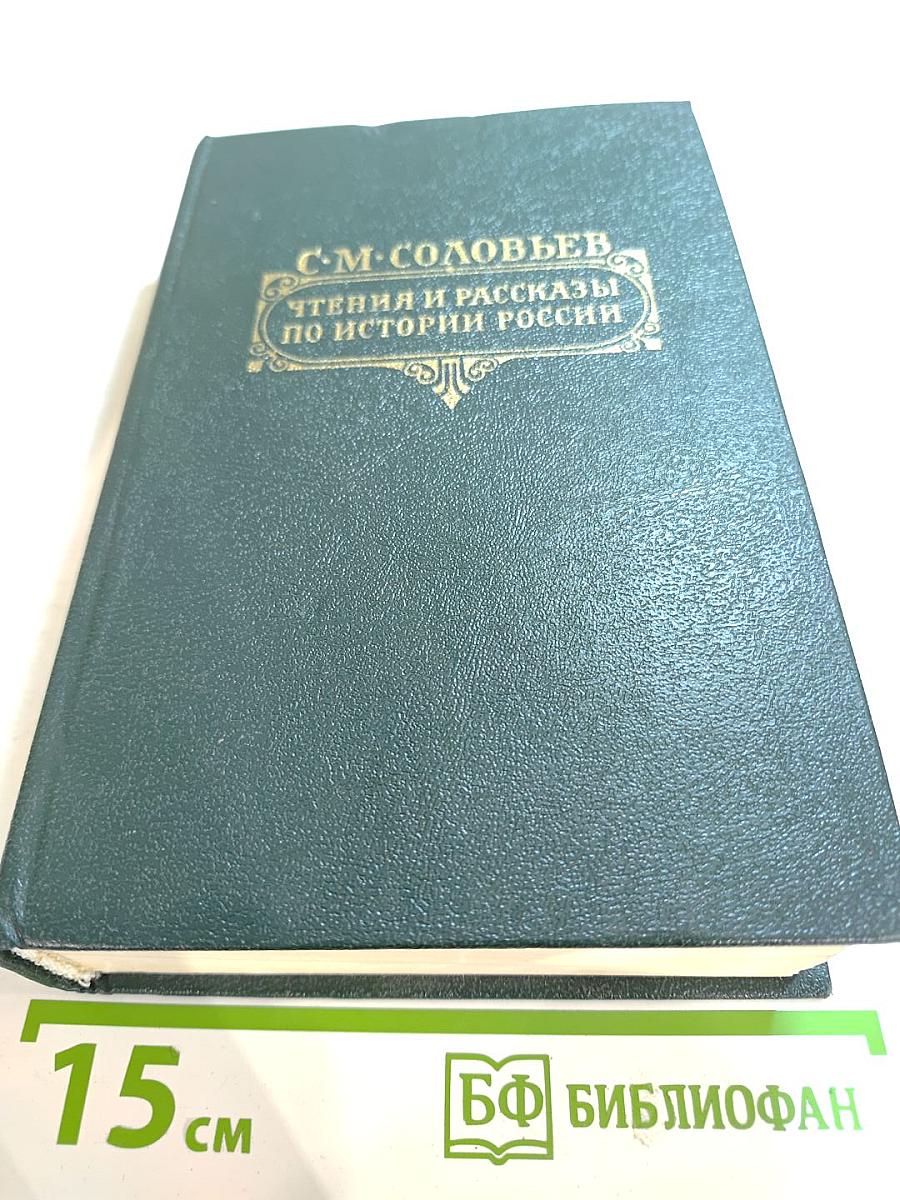 С·М·СОЛОВЬЕВ
ЧТЕНИЯ И РАССКАЗЫ
ПО ИСТОРИИ РОССИИ
15 см
БФ БИБЛИОФАН